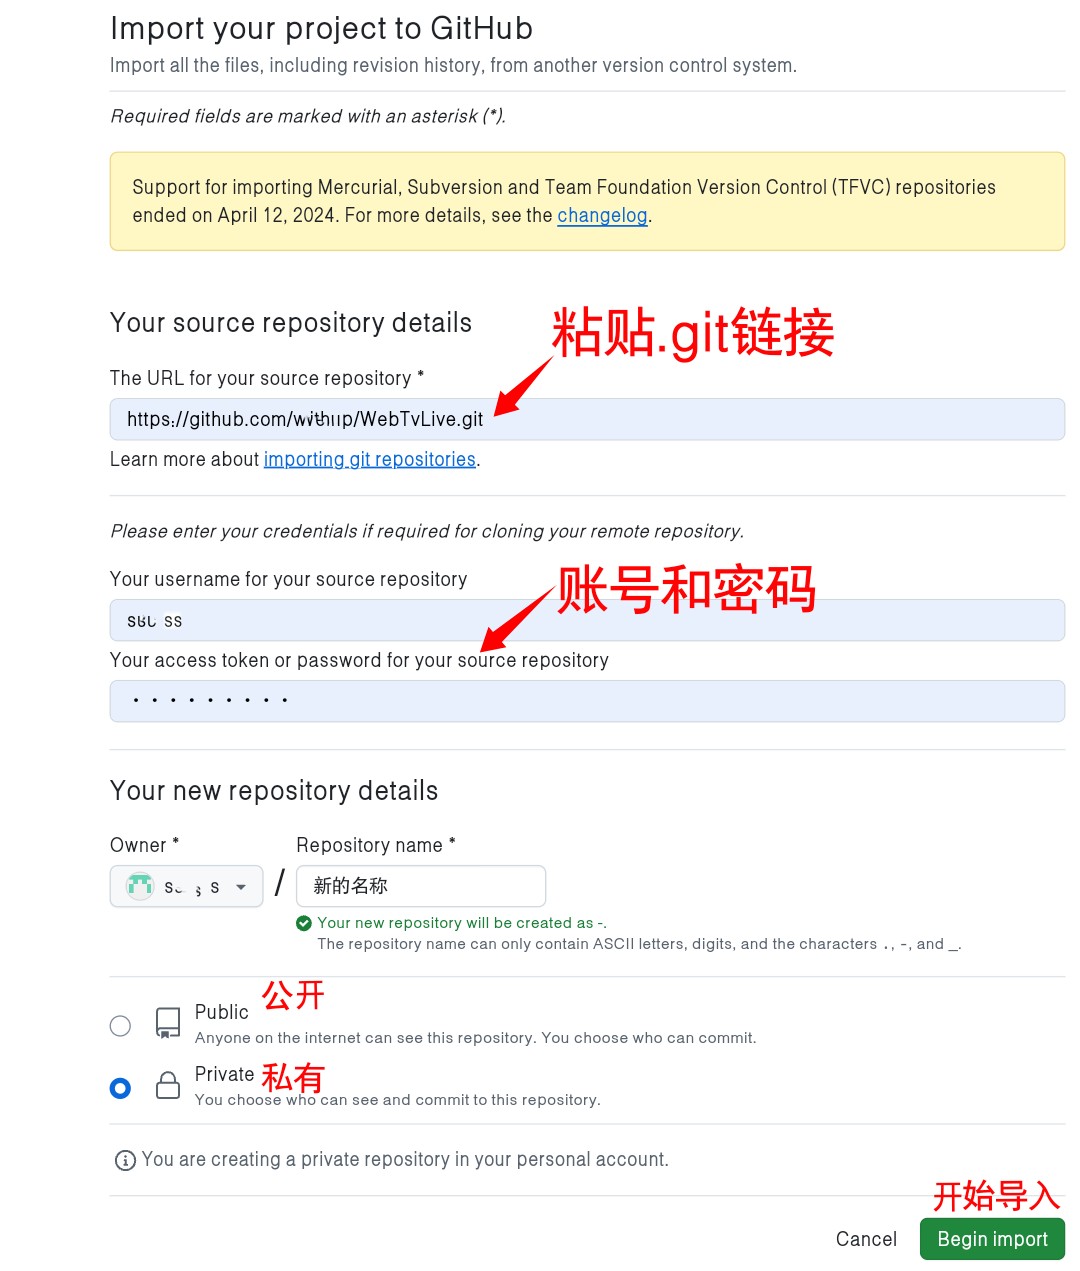 Import your project to GitHub
Import all the files, including revision history, from another version control system.
Required fields are marked with an asterisk (*).
Support for importing Mercurial, Subversion and Team Foundation Version Control (TFVC) repositories
ended on April 12, 2024. For more details, see the changelog.
Your source repository details
粘贴.git链接
The URL for your source repository *
https://github.com/ /WebTvLive.git
Learn more about importing git repositories.
Please enter your credentials if required for cloning your remote repository.
Your username for your source repository
账号和密码
Your access token or password for your source repository
Your new repository details
Owner * Repository name *
/ 新的名称
Your new repository will be created as -.
The repository name can only contain ASCII letters, digits, and the characters ., -, and _.
Public 公开
Anyone on the internet can see this repository. You choose who can commit.
Private 私有
You choose who can see and commit to this repository.
You are creating a private repository in your personal account.
开始导入
Cancel Begin import